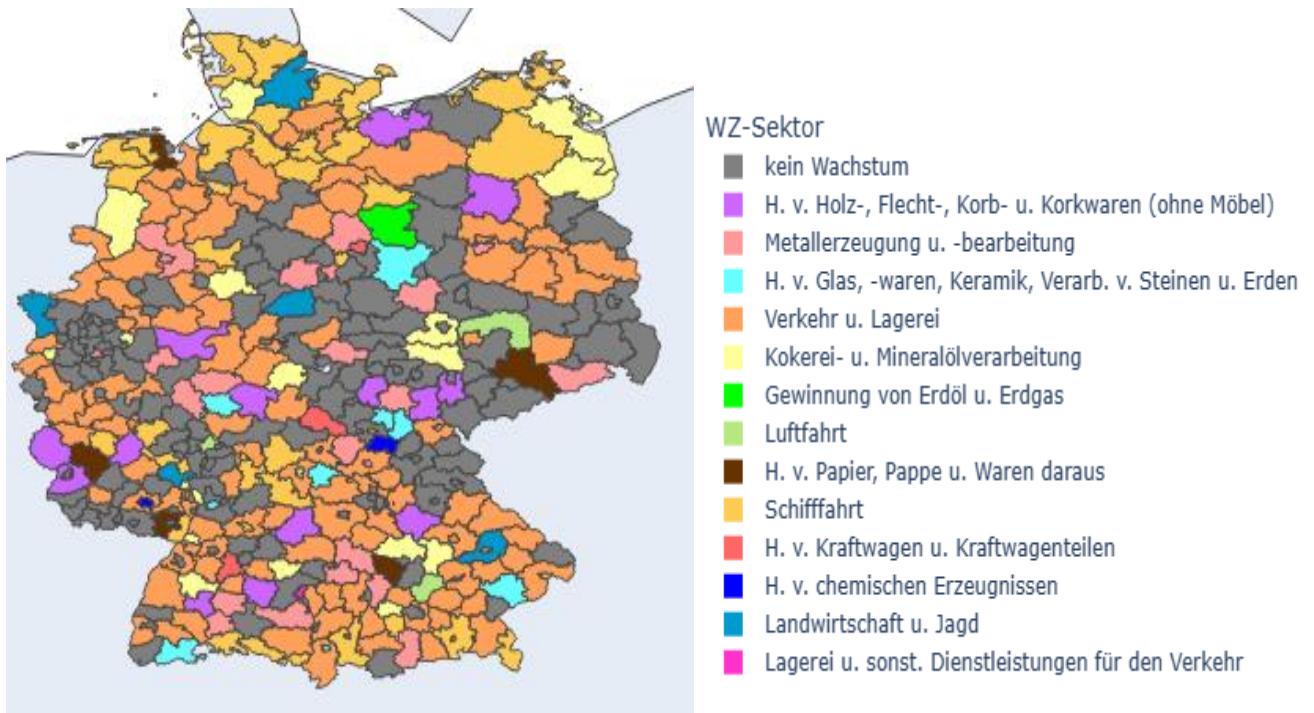 WZ-Sektor
kein Wachstum
H. v. Holz-, Flecht-, Korb- u. Korkwaren (ohne Möbel)
Metallerzeugung u. -bearbeitung
H. v. Glas, -waren, Keramik, Verarb. v. Steinen u. Erden
Verkehr u. Lagerei
Kokerei- u. Mineralölverarbeitung
Gewinnung von Erdöl u. Erdgas
Luftfahrt
H. v. Papier, Pappe u. Waren daraus
Schifffahrt
H. v. Kraftwagen u. Kraftwagenteilen
H. v. chemischen Erzeugnissen
Landwirtschaft u. Jagd
Lagerei u. sonst. Dienstleistungen für den Verkehr